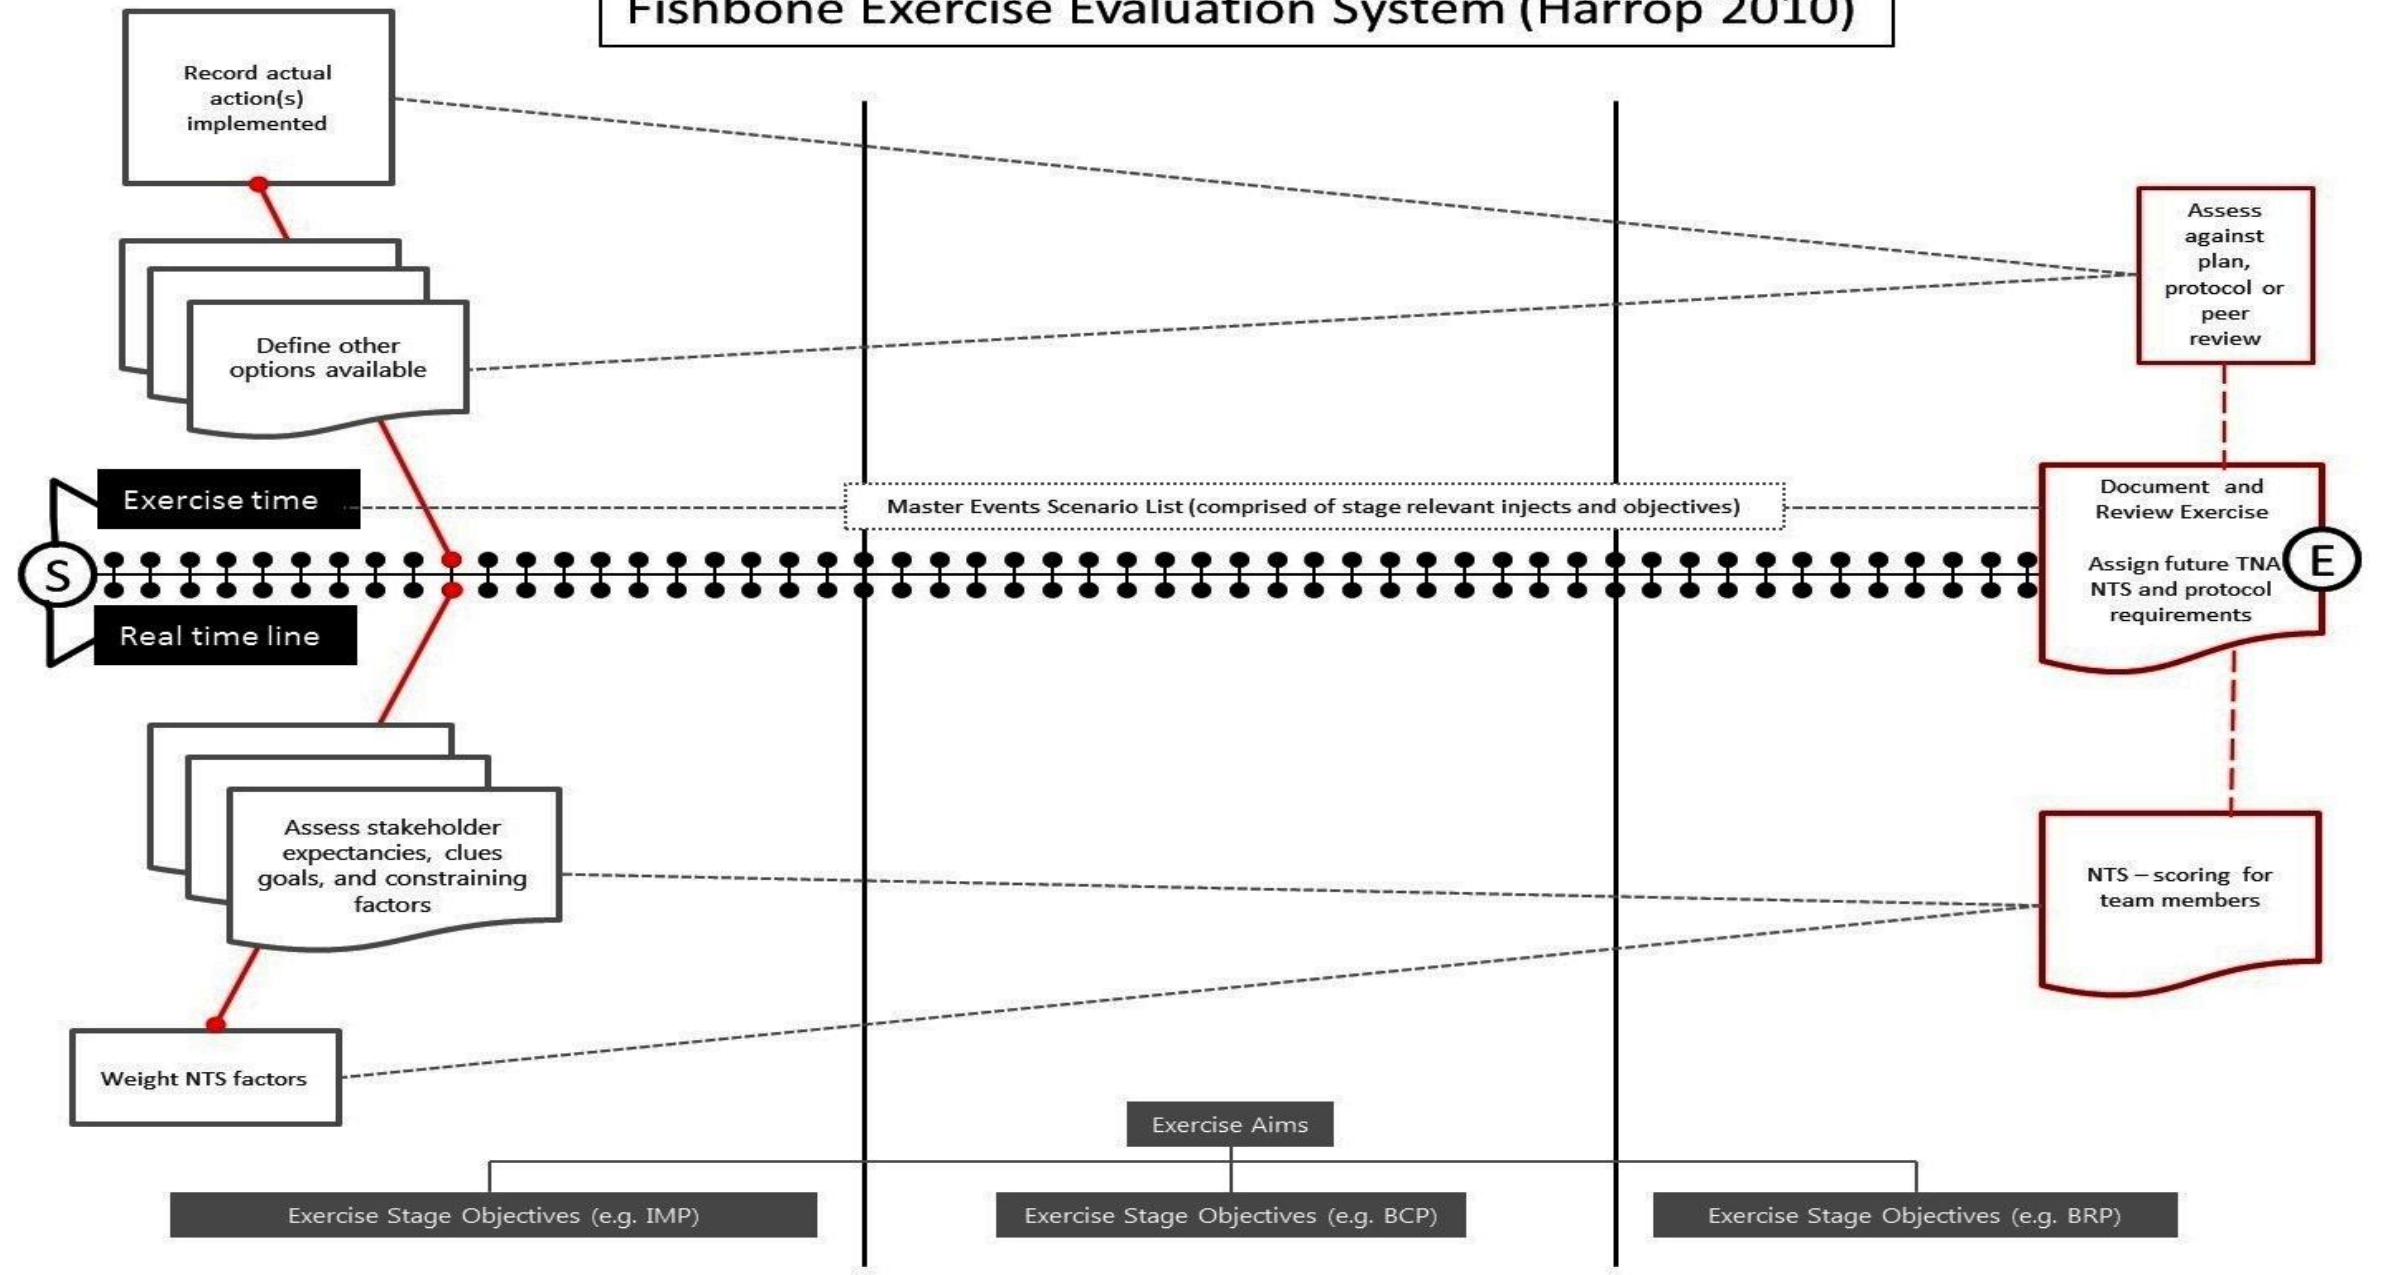 Fishbone Exercise Evaluation System (Harrop 2010)
Record actual
action(s)
implemented
Assess
against
plan,
protocol or
peer
review
Define other
options available
Exercise time
Master Events Scenario List (comprised of stage relevant injects and objectives)
Document and
Review Exercise
Assign future TNA
NTS and protocol
requirements
S
E
Real time line
Assess stakeholder
expectancies, clues
goals, and constraining
factors
NTS – scoring for
team members
Weight NTS factors
Exercise Aims
Exercise Stage Objectives (e.g. IMP)
Exercise Stage Objectives (e.g. BCP)
Exercise Stage Objectives (e.g. BRP)